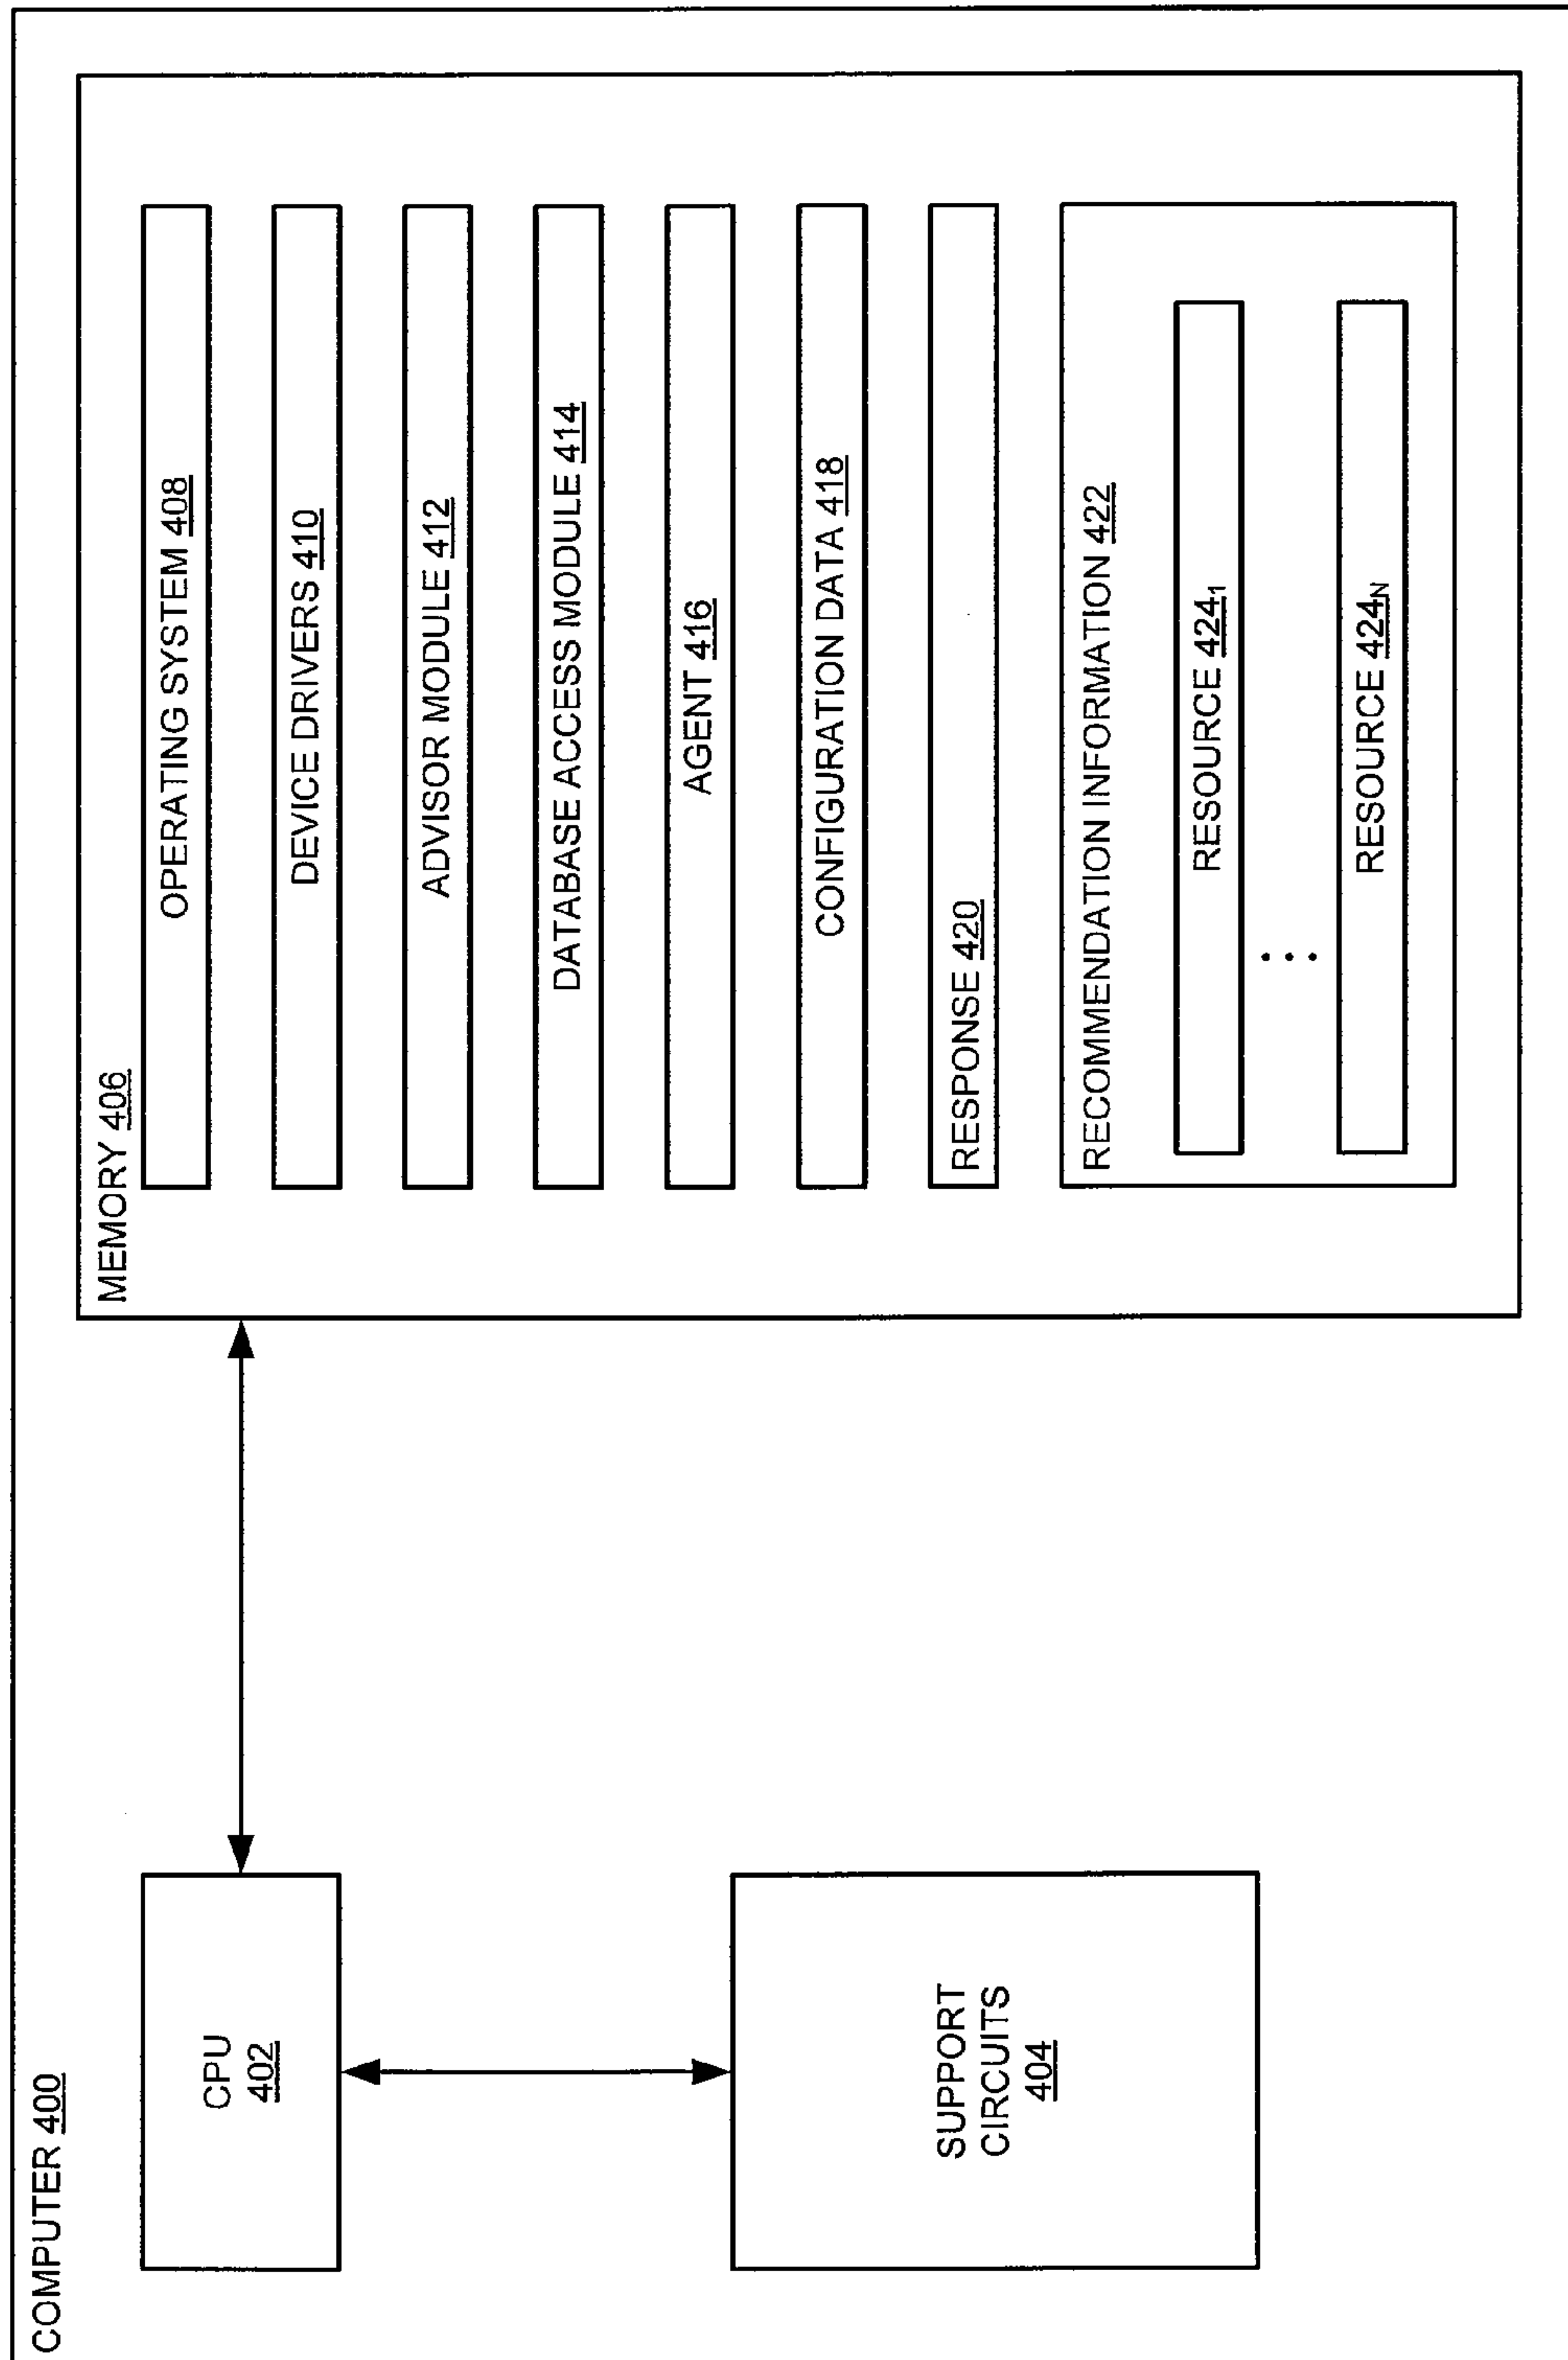 COMPUTER 400
CPU
402
SUPPORT
CIRCUITS
404
MEMORY 406
OPERATING SYSTEM 408
DEVICE DRIVERS 410
ADVISOR MODULE 412
DATABASE ACCESS MODULE 414
AGENT 416
CONFIGURATION DATA 418
RESPONSE 420
RECOMMENDATION INFORMATION 422
RESOURCE 424₁
...
RESOURCE 424N